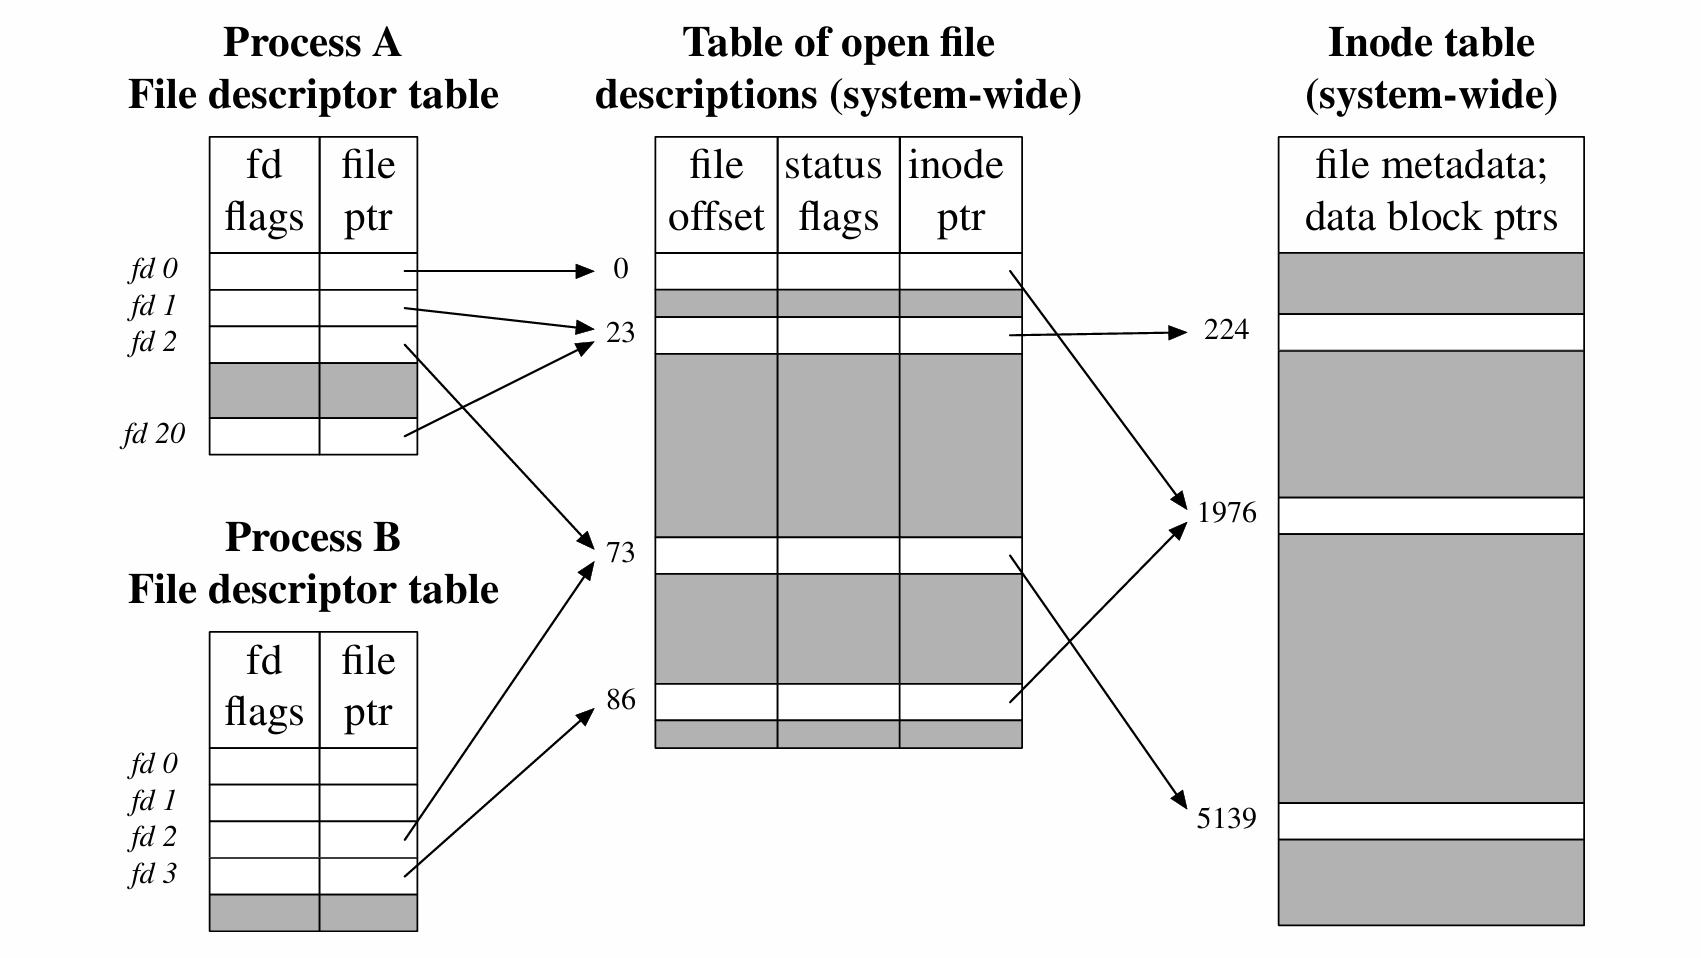 Process A
File descriptor table
fd flags
file ptr
fd 0
fd 1
fd 2
fd 20
Process B
File descriptor table
fd flags
file ptr
fd 0
fd 1
fd 2
fd 3
Table of open file
descriptions (system-wide)
file offset
status flags
inode ptr
0
23
73
86
Inode table
(system-wide)
file metadata;
data block ptrs
224
1976
5139